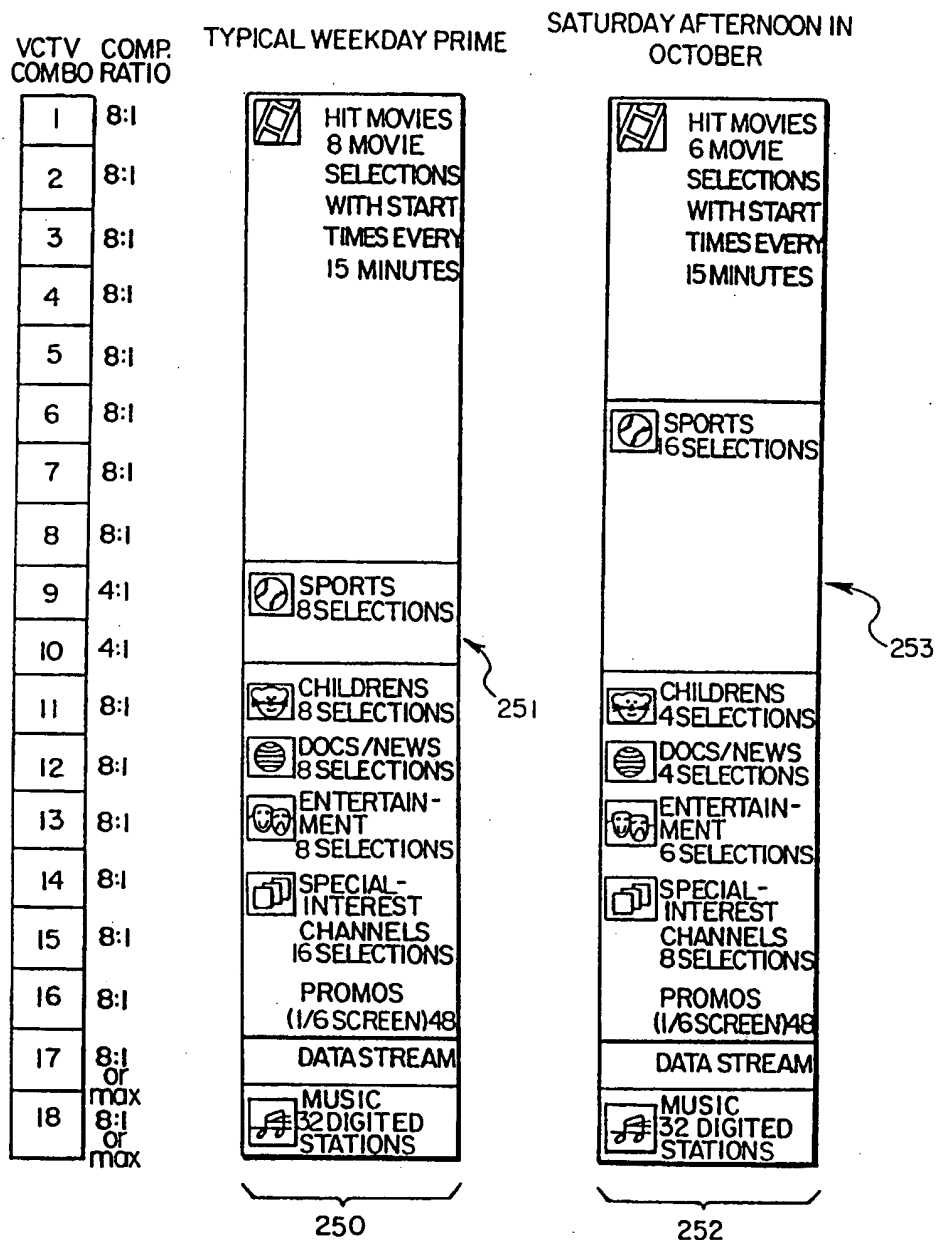 VCTV COMBO
COMP. RATIO
TYPICAL WEEKDAY PRIME
SATURDAY AFTERNOON IN
OCTOBER
1 8:1
2 8:1
3 8:1
4 8:1
5 8:1
6 8:1
7 8:1
8 8:1
9 4:1
10 4:1
11 8:1
12 8:1
13 8:1
14 8:1
15 8:1
16 8:1
17 8:1
or
max
18 8:1
or
max
HIT MOVIES
8 MOVIE
SELECTIONS
WITH START
TIMES EVERY
15 MINUTES
SPORTS
8 SELECTIONS
251
CHILDRENS
8 SELECTIONS
DOCS/NEWS
8 SELECTIONS
ENTERTAIN-
MENT
8 SELECTIONS
SPECIAL-
INTEREST
CHANNELS
16 SELECTIONS
PROMOS
(1/6 SCREEN)48
DATA STREAM
MUSIC
32 DIGITED
STATIONS
250
HIT MOVIES
6 MOVIE
SELECTIONS
WITH START
TIMES EVERY
15 MINUTES
SPORTS
16 SELECTIONS
253
CHILDRENS
4 SELECTIONS
DOCS/NEWS
4 SELECTIONS
ENTERTAIN-
MENT
6 SELECTIONS
SPECIAL-
INTEREST
CHANNELS
8 SELECTIONS
PROMOS
(1/6 SCREEN)48
DATA STREAM
MUSIC
32 DIGITED
STATIONS
252